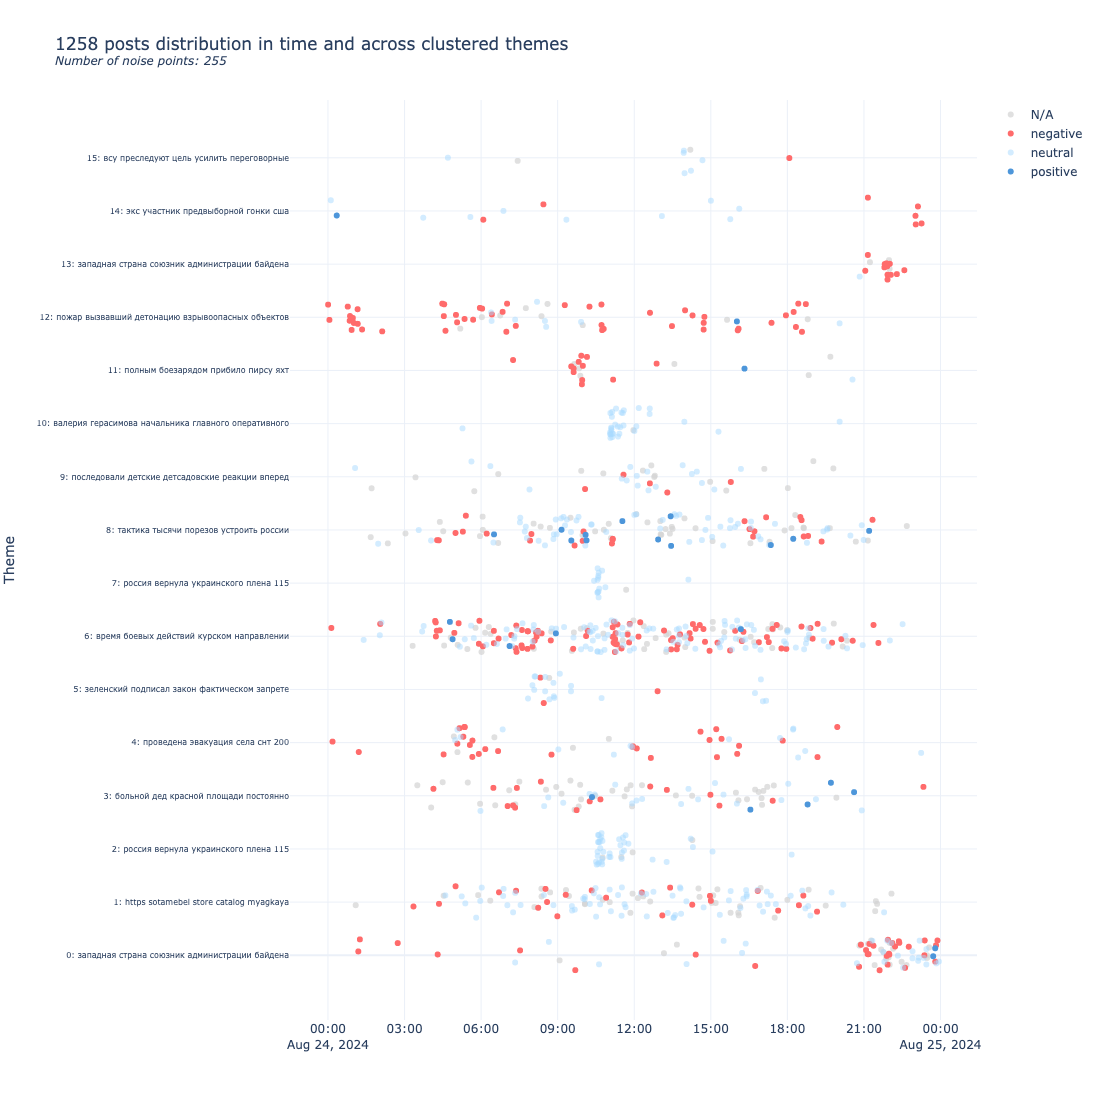 1258 posts distribution in time and across clustered themes
Number of noise points: 255
N/A
negative
neutral
positive
Theme
15: всу преследуют цель усилить переговорные
14: экс участник предвыборной гонки сша
13: западная страна союзник администрации байдена
12: пожар вызвавший детонацию взрывоопасных объектов
11: полным боезарядом прибило пирсу яхт
10: валерия герасимова начальника главного оперативного
9: последовали детские детсадовские реакции вперед
8: тактика тысячи порезов устроить россии
7: россия вернула украинского плена 115
6: время боевых действий курском направлении
5: зеленский подписал закон фактическом запрете
4: проведена эвакуация села снт 200
3: больной дед красной площади постоянно
2: россия вернула украинского плена 115
1: https sotamebel store catalog myagkaya
0: западная страна союзник администрации байдена
00:00 03:00 06:00 09:00 12:00 15:00 18:00 21:00 00:00
Aug 24, 2024 Aug 25, 2024